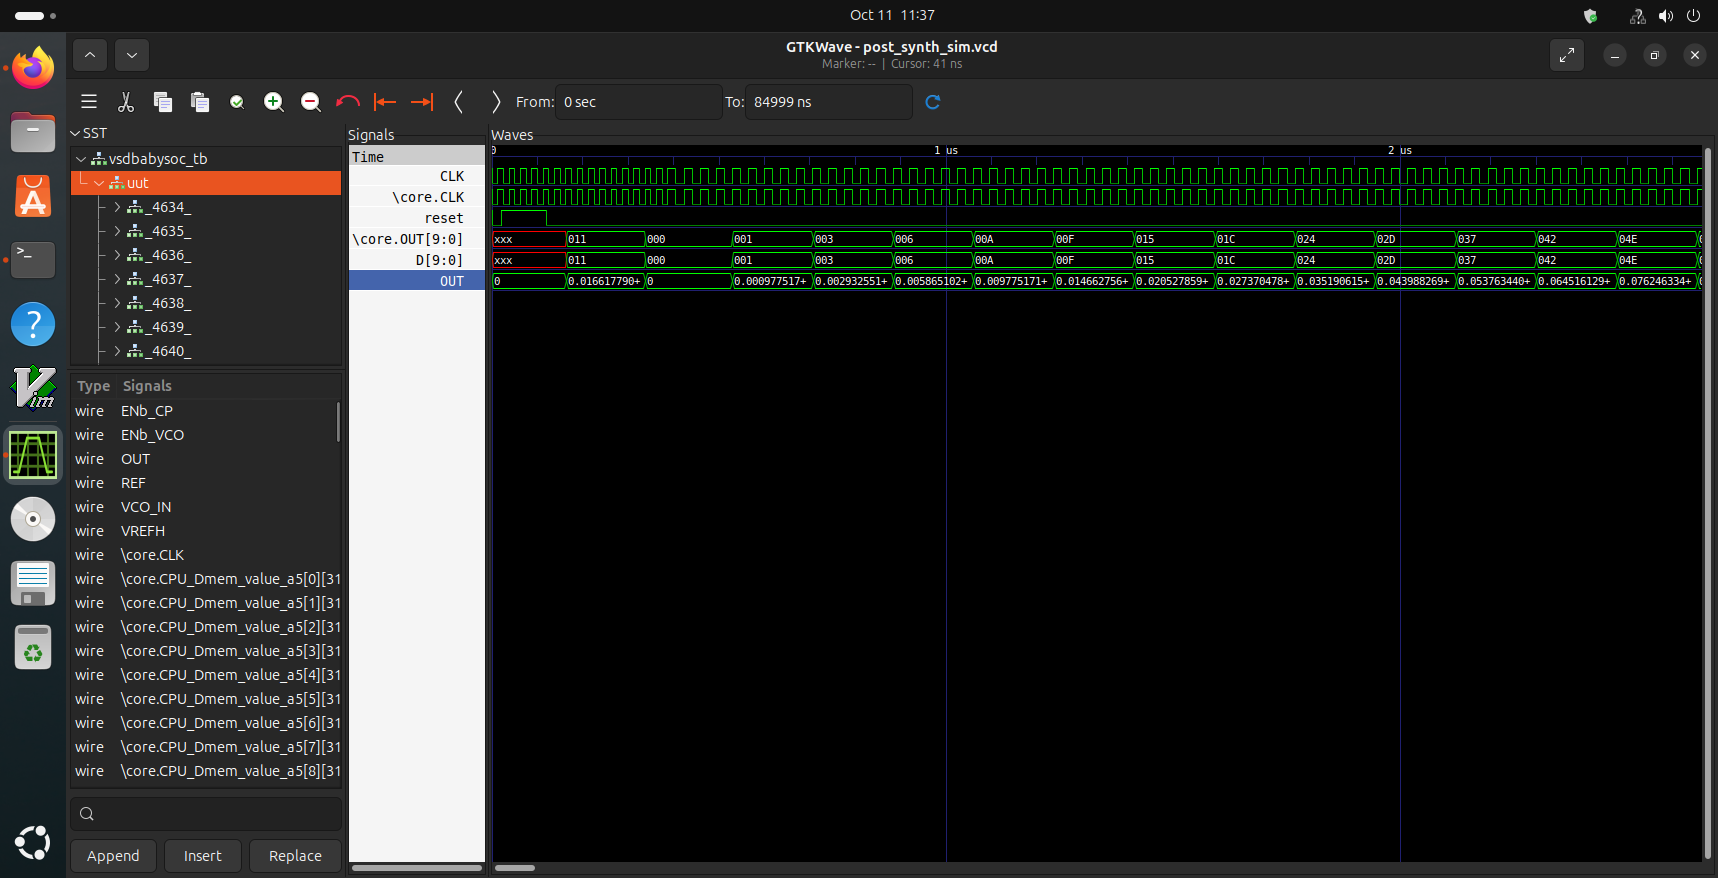 Oct 11 11:37
GTKWave - post_synth_sim.vcd
Marker: -- | Cursor: 41 ns
From: 0 sec To: 84999 ns
SST
vsdbabysoc_tb
uut
_4634_
_4635_
_4636_
_4637_
_4638_
_4639_
_4640_
Type Signals
wire ENb_CP
wire ENb_VCO
wire OUT
wire REF
wire VCO_IN
wire VREFH
wire \core.CLK
wire \core.CPU_Dmem_value_a5[0][31
wire \core.CPU_Dmem_value_a5[1][31
wire \core.CPU_Dmem_value_a5[2][31
wire \core.CPU_Dmem_value_a5[3][31
wire \core.CPU_Dmem_value_a5[4][31
wire \core.CPU_Dmem_value_a5[5][31
wire \core.CPU_Dmem_value_a5[6][31
wire \core.CPU_Dmem_value_a5[7][31
wire \core.CPU_Dmem_value_a5[8][31
Append Insert Replace
Signals
Time
CLK
\core.CLK
reset
\core.OUT[9:0]
D[9:0]
OUT
Waves
0 1 us 2 us
xxx 011 000 001 003 006 00A 00F 015 01C 024 02D 037 042 04E
xxx 011 000 001 003 006 00A 00F 015 01C 024 02D 037 042 04E
0 0.016617790+ 0 0.000977517+ 0.002932551+ 0.005865102+ 0.009775171+ 0.014662756+ 0.020527859+ 0.027370478+ 0.035190615+ 0.043988269+ 0.053763440+ 0.064516129+ 0.076246334+
Vim
>_
?